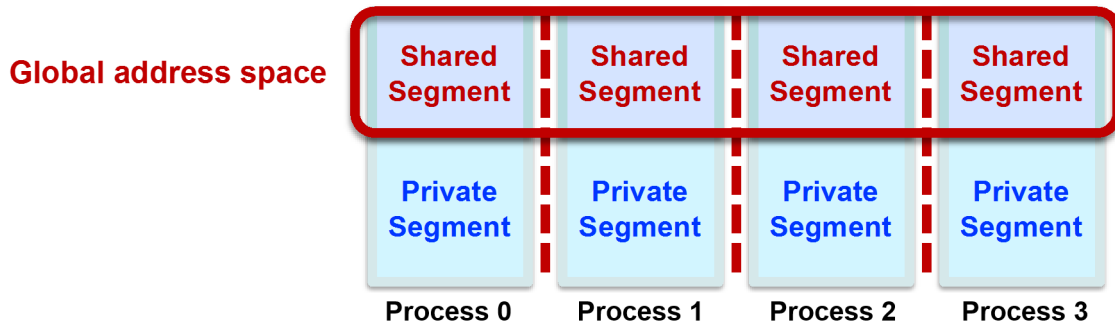 Global address space
Shared Segment
Shared Segment
Shared Segment
Shared Segment
Private Segment
Private Segment
Private Segment
Private Segment
Process 0
Process 1
Process 2
Process 3